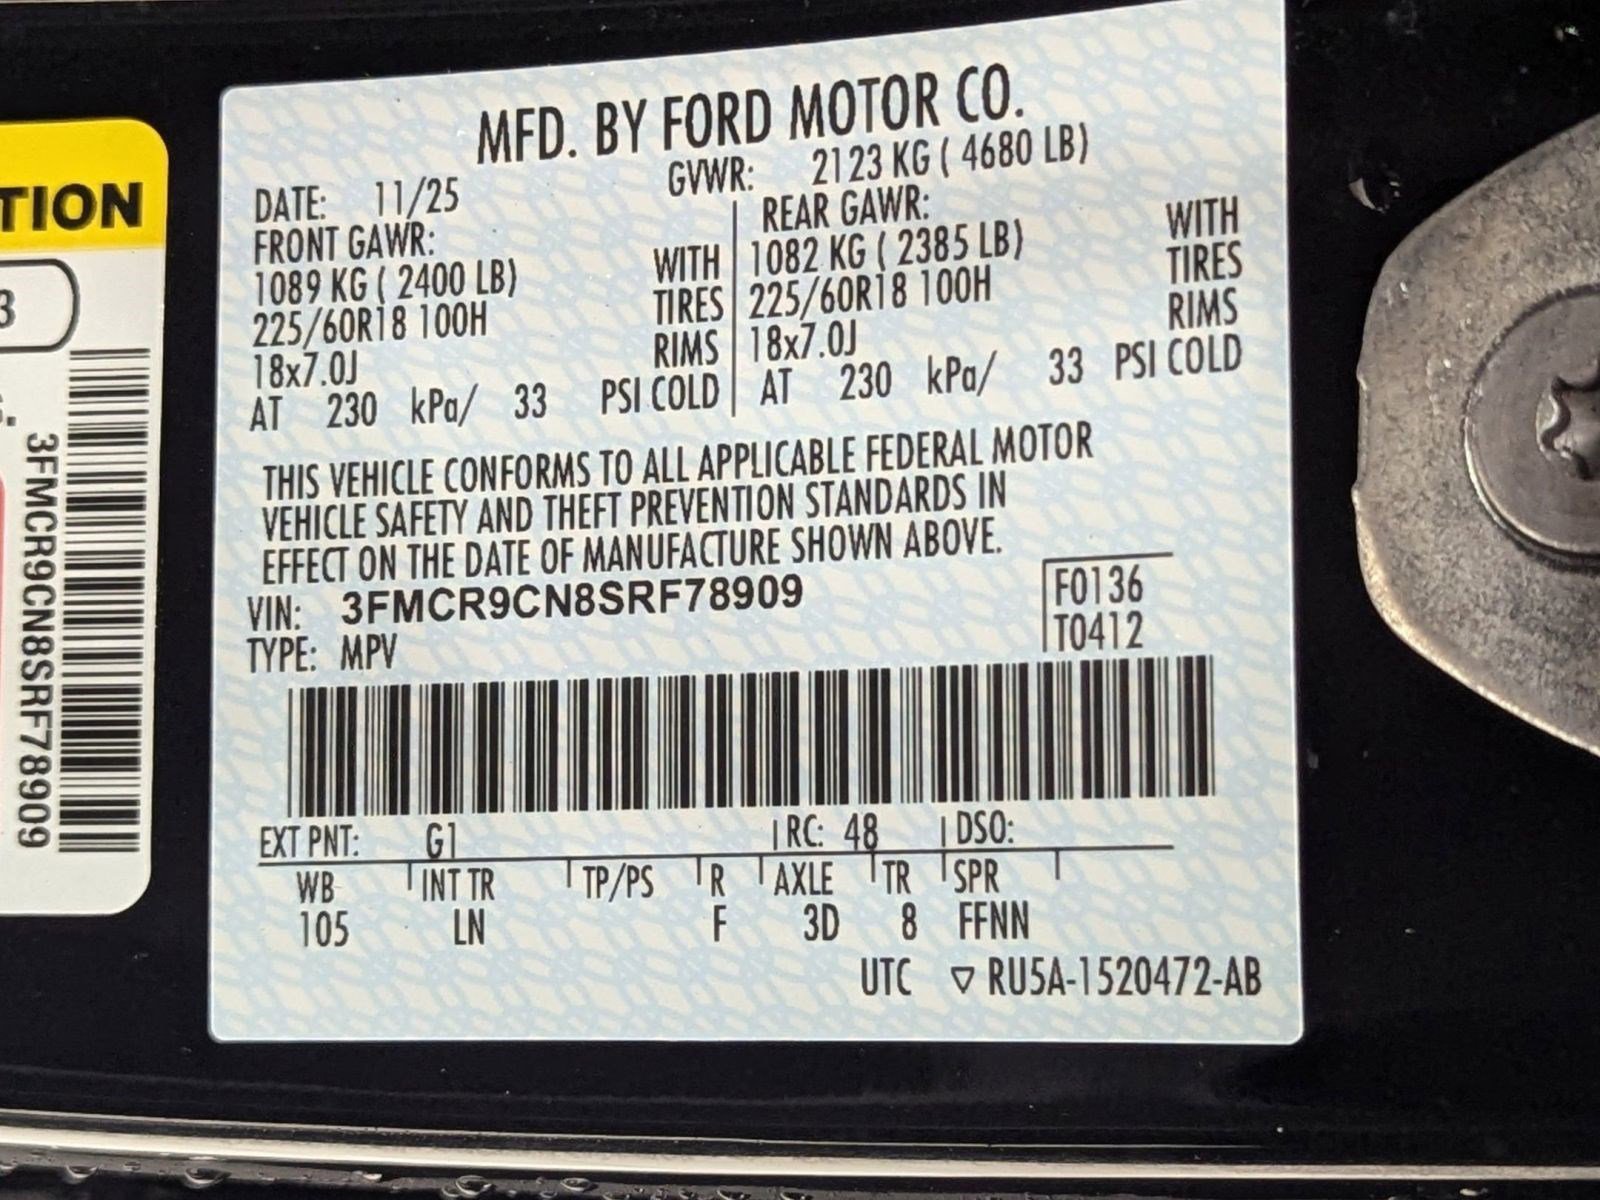 MFD. BY FORD MOTOR CO.
DATE: 11/25 GVWR: 2123 KG ( 4680 LB)
FRONT GAWR:
1089 KG ( 2400 LB) WITH
225/60R18 100H TIRES
18x7.0J RIMS
AT 230 kPa/ 33 PSI COLD
REAR GAWR:
1082 KG ( 2385 LB) WITH
225/60R18 100H TIRES
18x7.0J RIMS
AT 230 kPa/ 33 PSI COLD
THIS VEHICLE CONFORMS TO ALL APPLICABLE FEDERAL MOTOR
VEHICLE SAFETY AND THEFT PREVENTION STANDARDS IN
EFFECT ON THE DATE OF MANUFACTURE SHOWN ABOVE.
VIN: 3FMCR9CN8SRF78909
TYPE: MPV
F0136
T0412
EXT PNT: G1 RC: 48 DSO:
WB INT TR TP/PS R AXLE TR SPR
105 LN F 3D 8 FFNN
UTC ▽ RU5A-1520472-AB
TION
3
3FMCR9CN8SRF78909